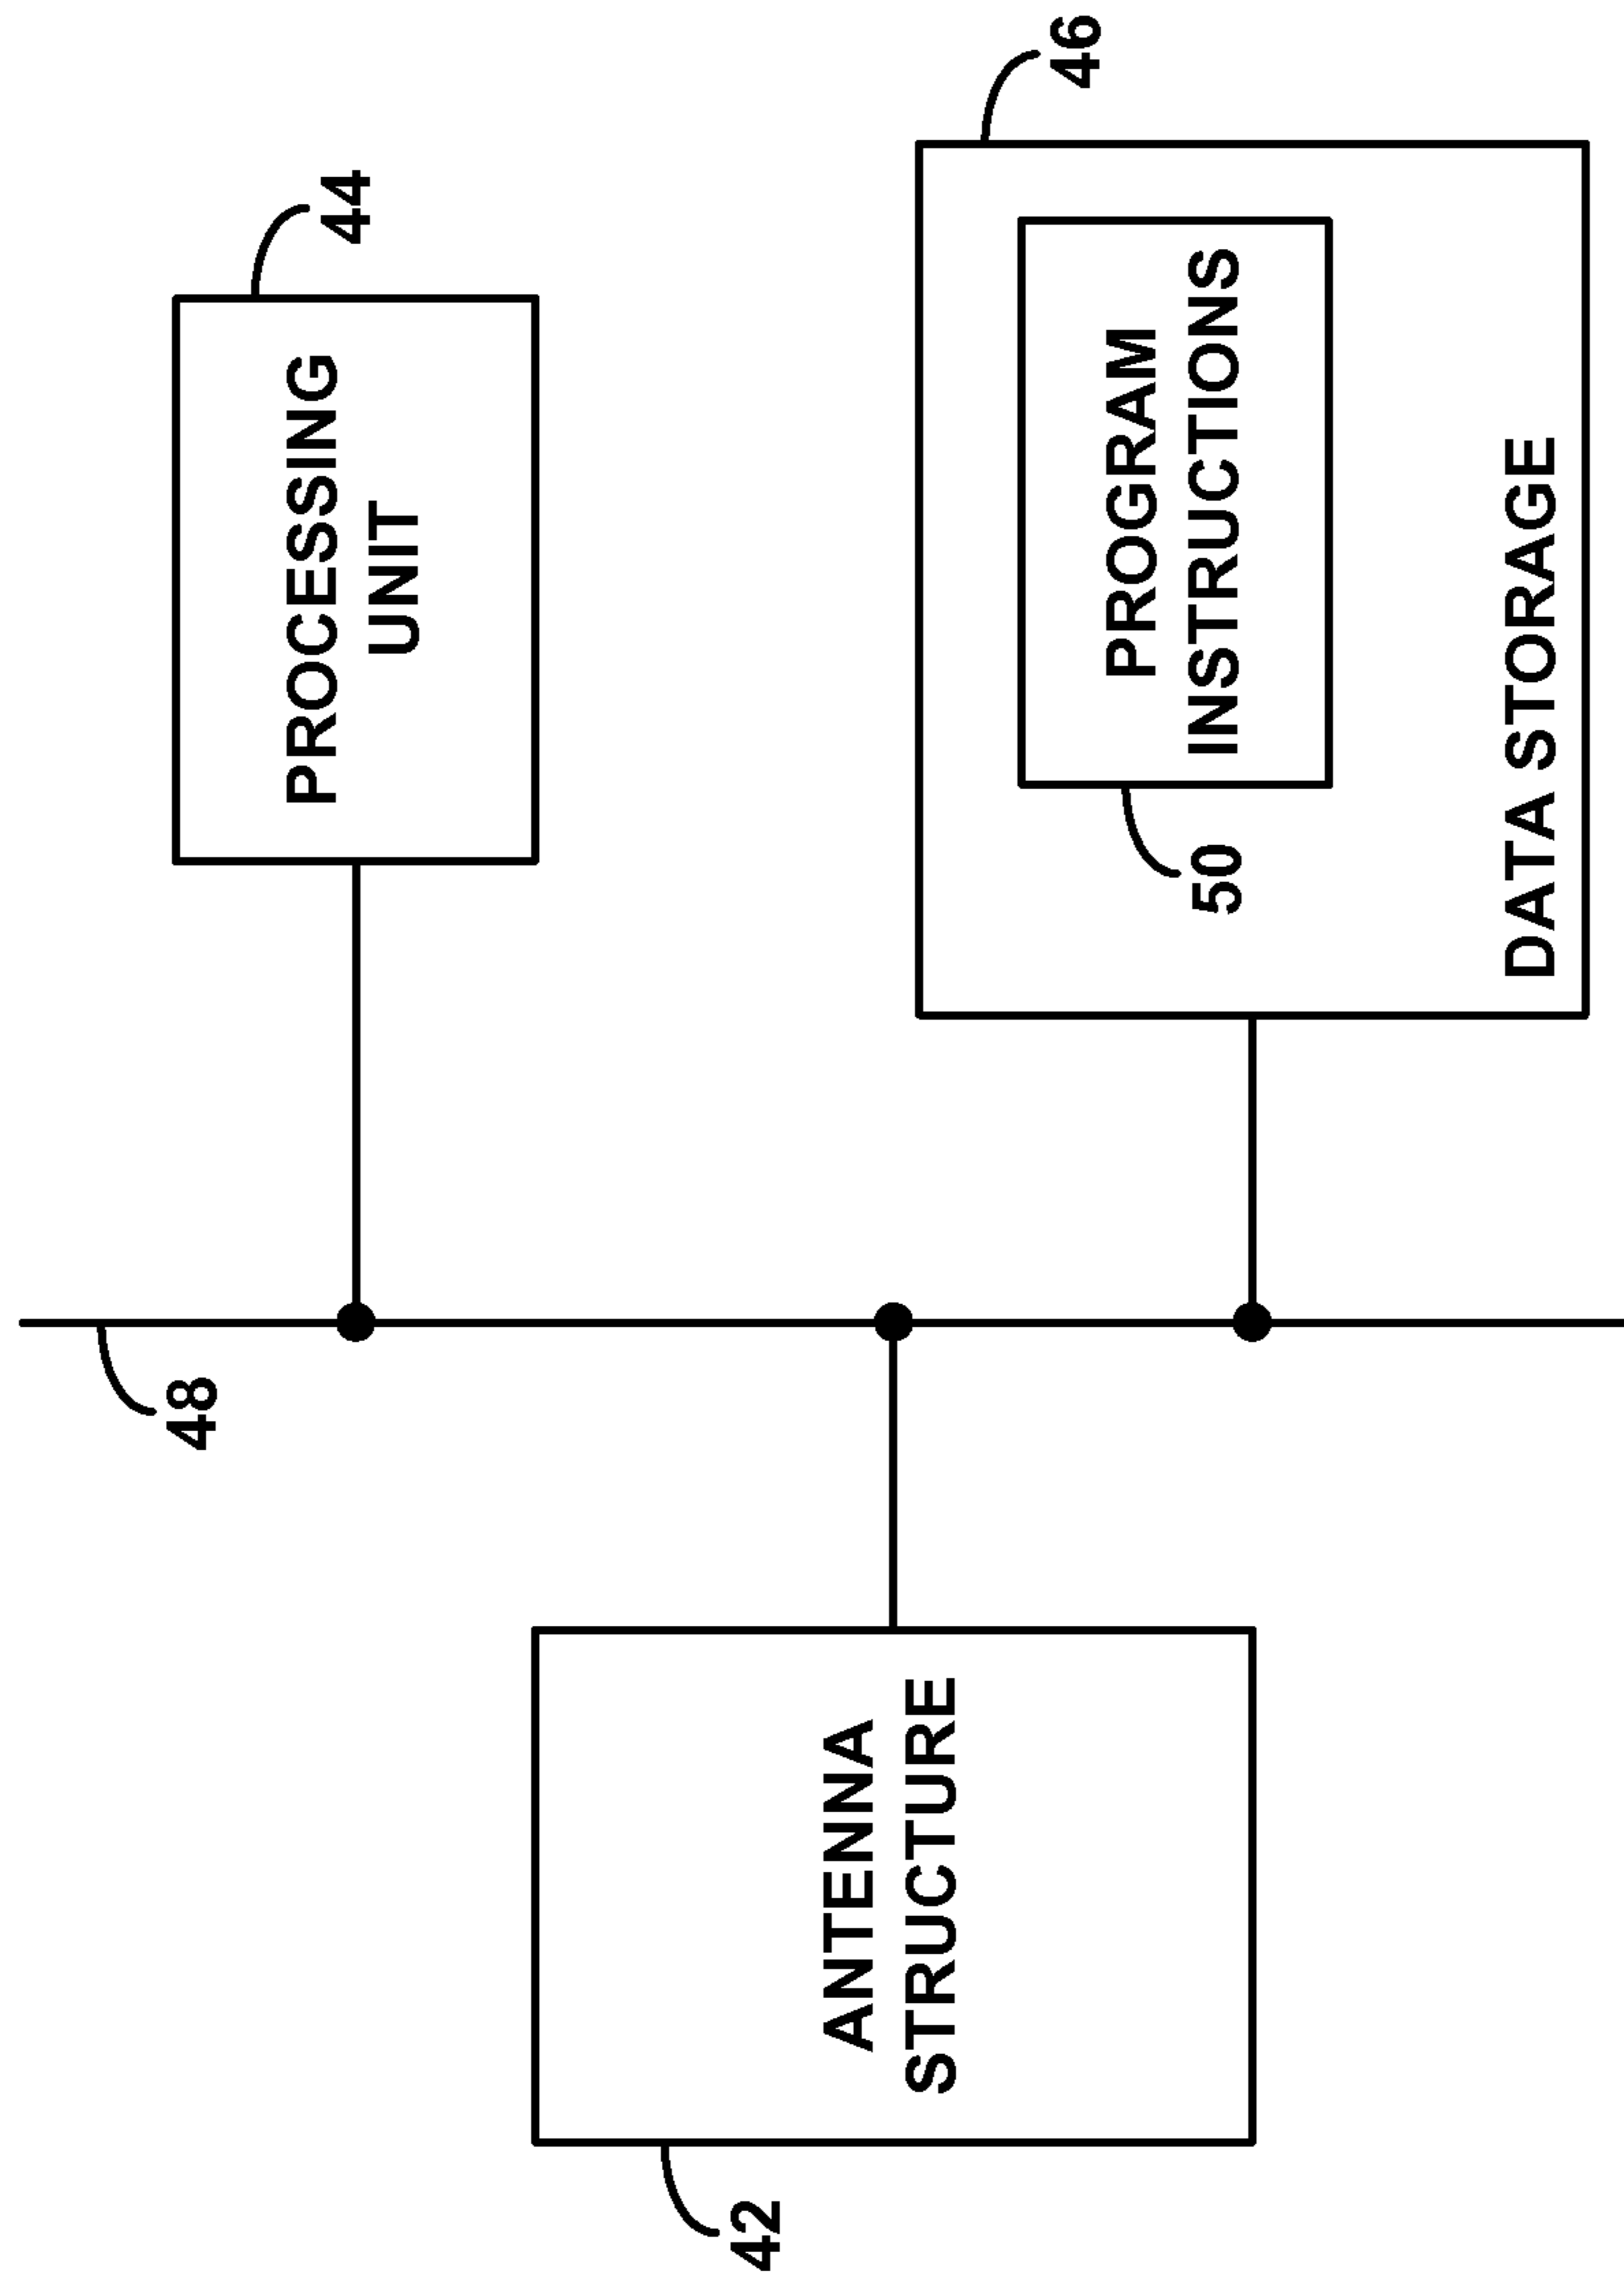 42
ANTENNA
STRUCTURE
48
44
PROCESSING
UNIT
46
50
PROGRAM
INSTRUCTIONS
DATA STORAGE